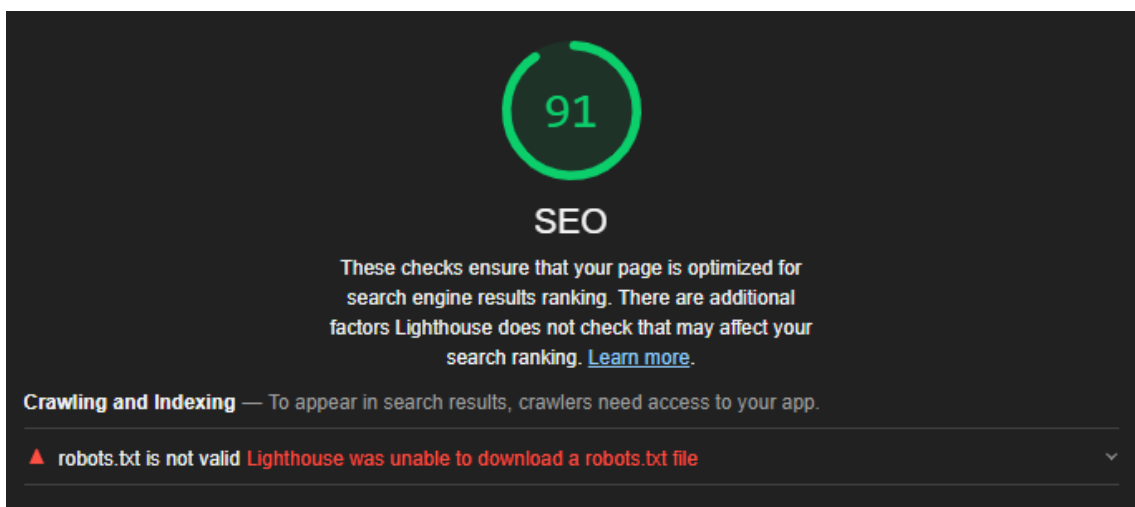 91
SEO
These checks ensure that your page is optimized for
search engine results ranking. There are additional
factors Lighthouse does not check that may affect your
search ranking. Learn more.
Crawling and Indexing — To appear in search results, crawlers need access to your app.
robots.txt is not valid Lighthouse was unable to download a robots.txt file